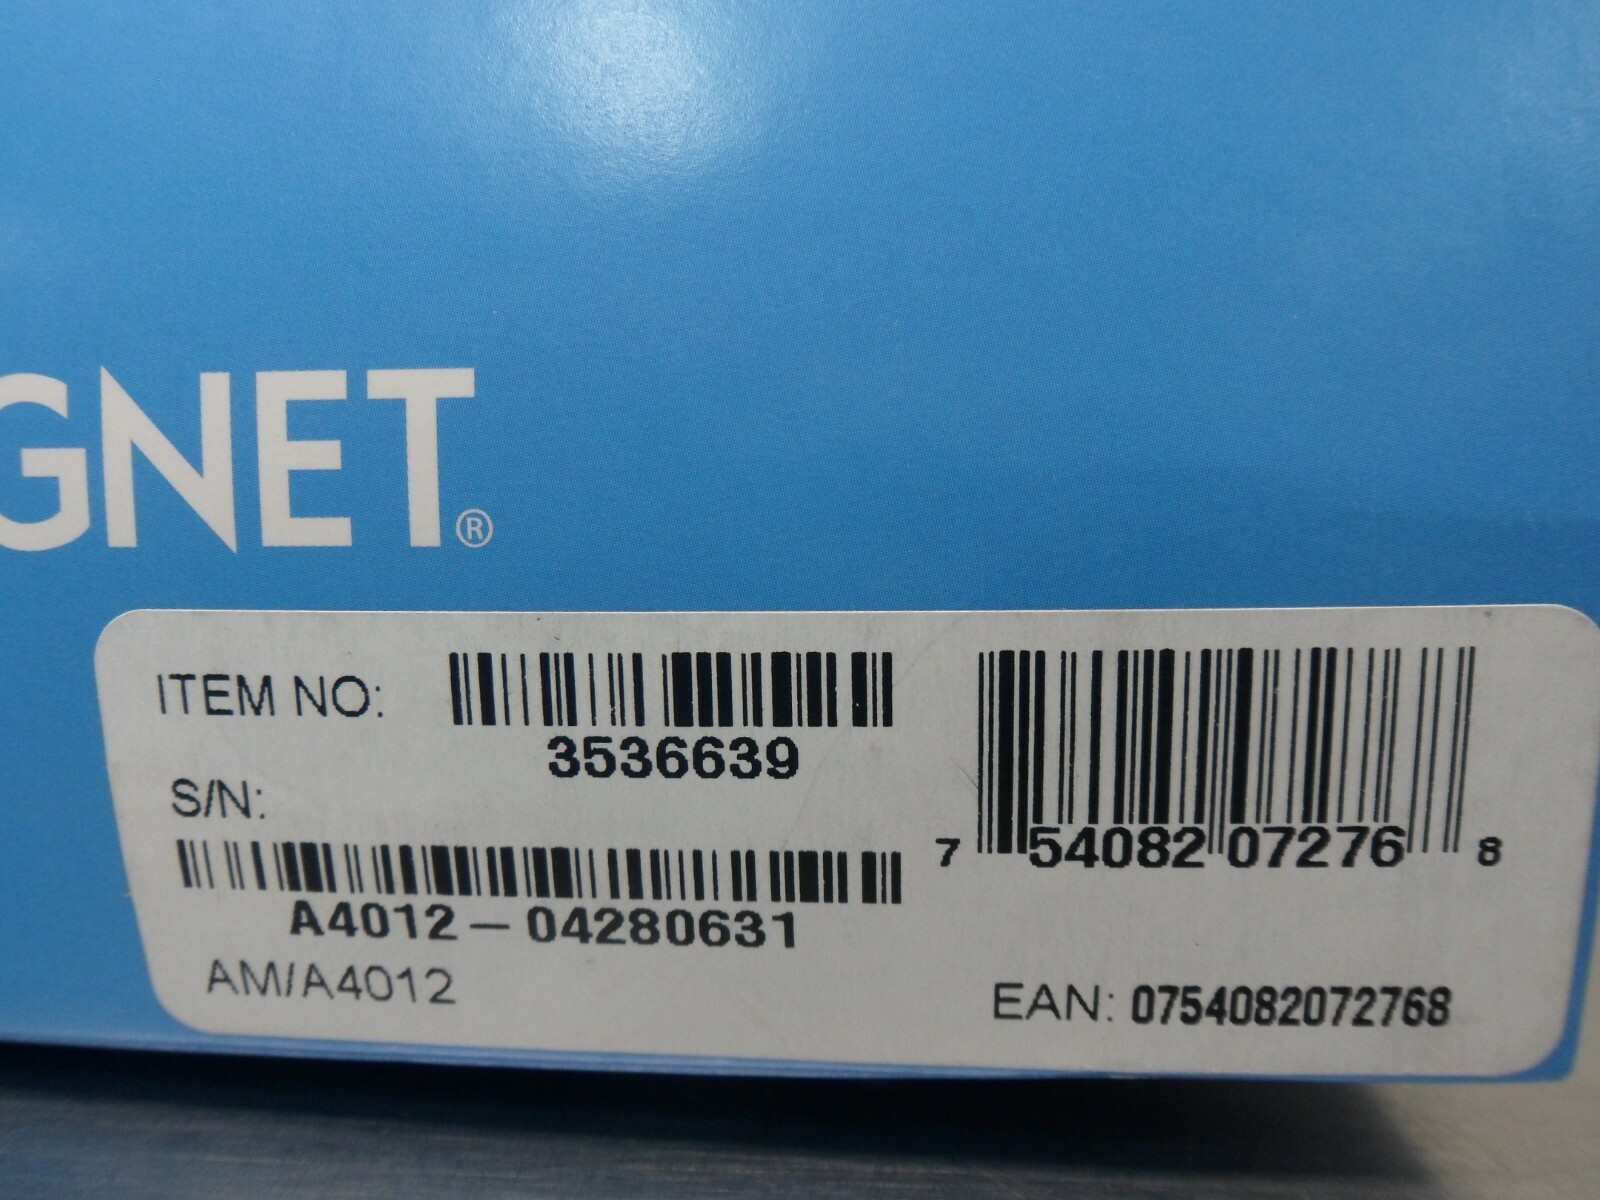 GNET®
ITEM NO:
3536639
S/N:
A4012-04280631
AM/A4012
7 54082 07276 8
EAN: 0754082072768